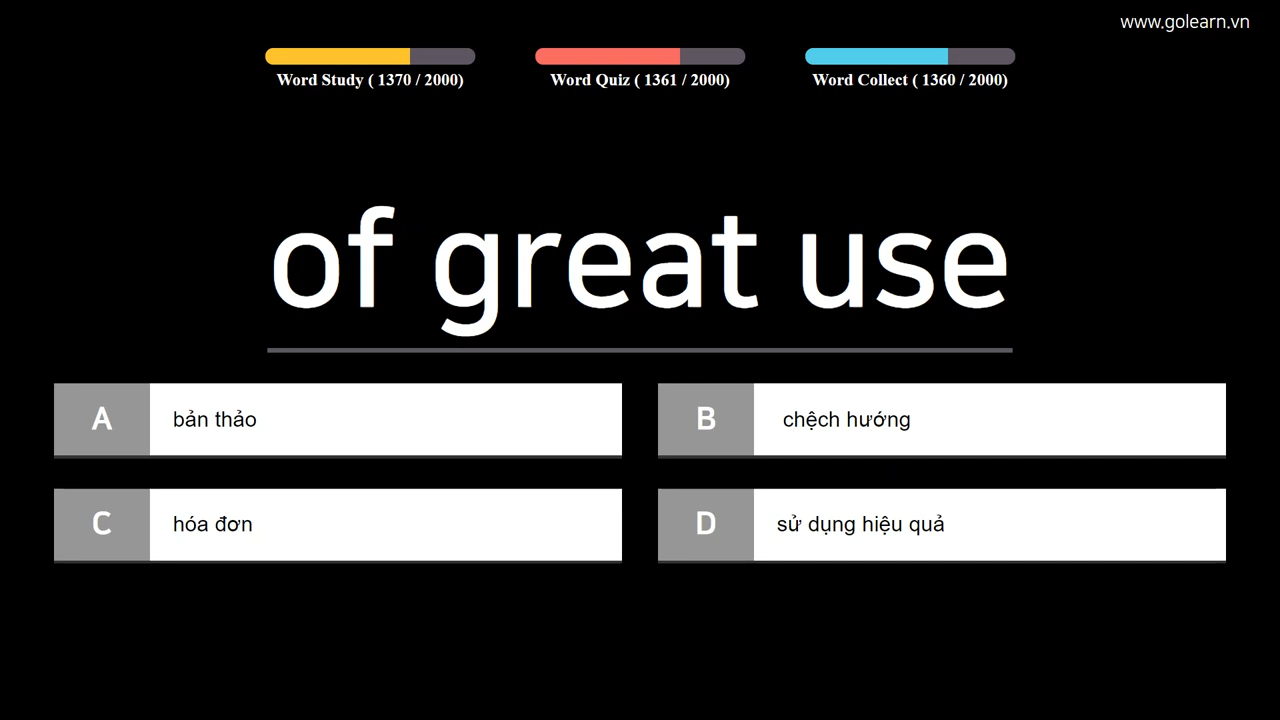 www.golearn.vn
Word Study ( 1370 / 2000)
Word Quiz ( 1361 / 2000)
Word Collect ( 1360 / 2000)
of great use
A bản thảo
B chệch hướng
C hóa đơn
D sử dụng hiệu quả